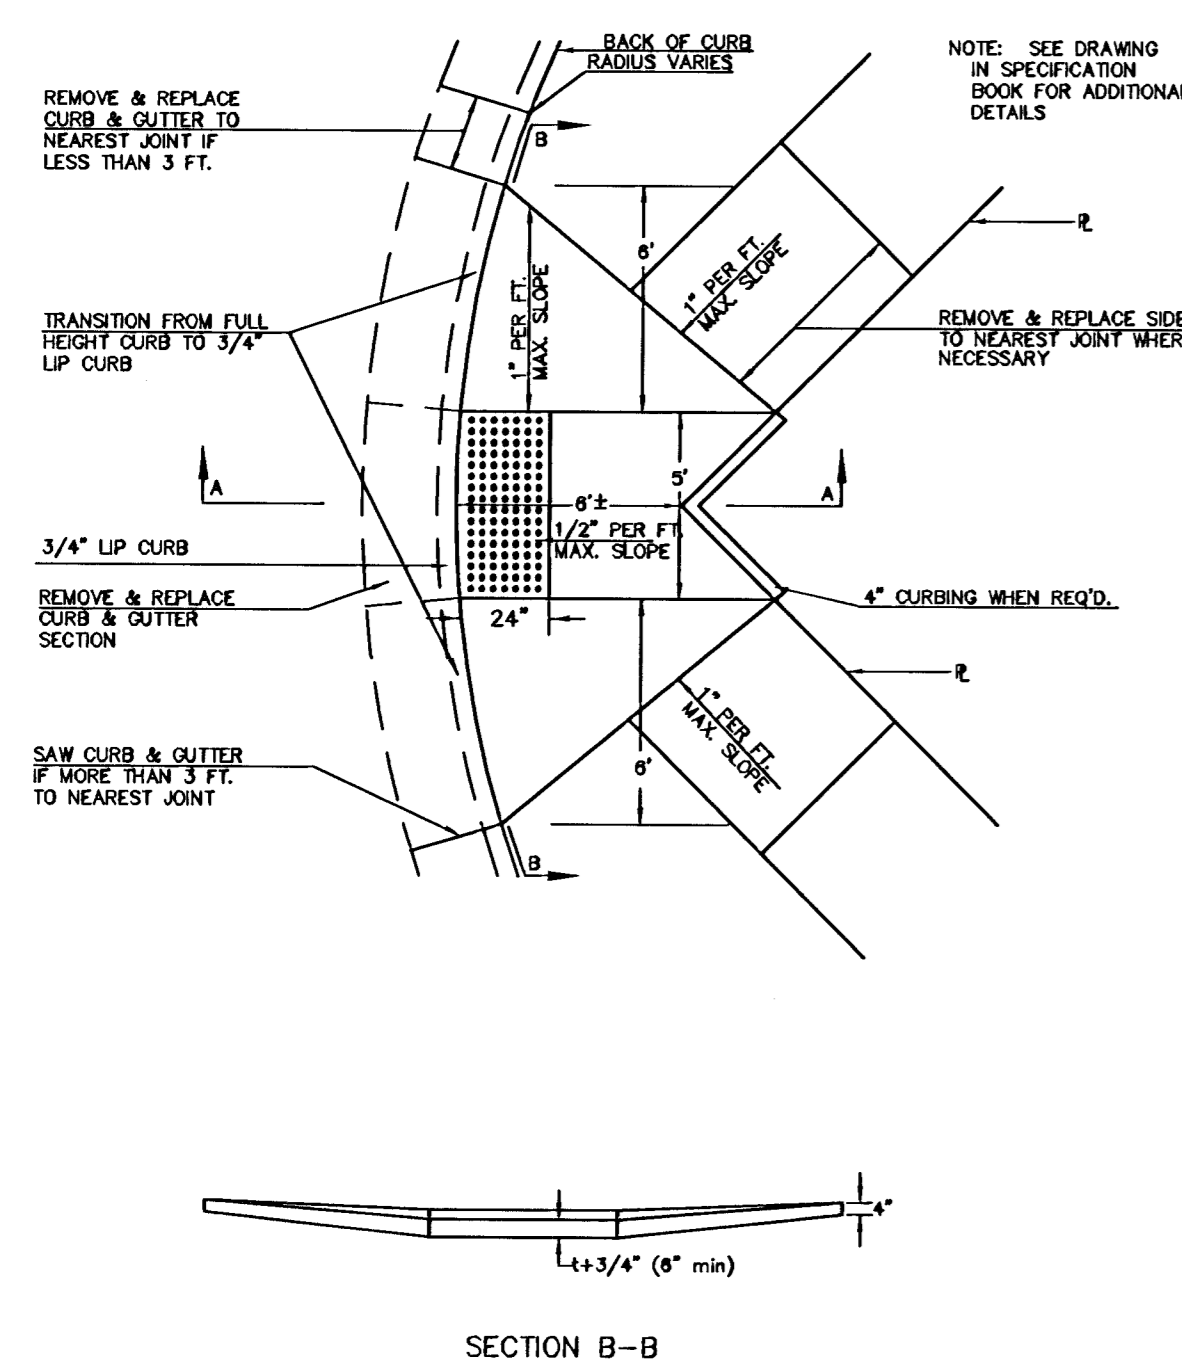 BACK OF CURB
RADIUS VARIES
NOTE: SEE DRAWING
IN SPECIFICATION
BOOK FOR ADDITIONAL
DETAILS
REMOVE & REPLACE
CURB & GUTTER TO
NEAREST JOINT IF
LESS THAN 3 FT.
B
6'
1" PER FT.
MAX. SLOPE
1" PER FT.
MAX. SLOPE
PL
TRANSITION FROM FULL
HEIGHT CURB TO 3/4"
LIP CURB
REMOVE & REPLACE SIDE
TO NEAREST JOINT WHER
NECESSARY
A
5'
A
6'±
3/4" LIP CURB
1/2" PER FT.
MAX. SLOPE
REMOVE & REPLACE
CURB & GUTTER
SECTION
24"
4" CURBING WHEN REQ'D.
PL
1" PER FT.
MAX. SLOPE
SAW CURB & GUTTER
IF MORE THAN 3 FT.
TO NEAREST JOINT
6'
B
4"
t+3/4" (6" min)
SECTION B-B